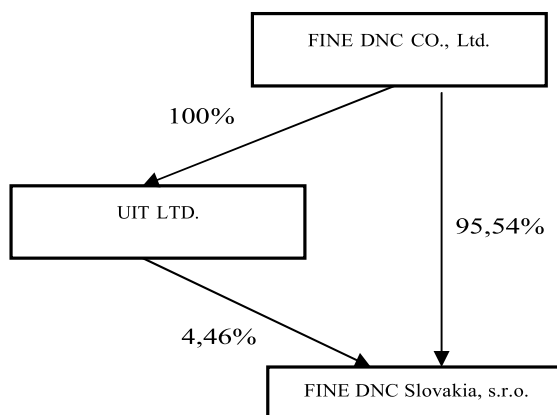 FINE DNC CO., Ltd.
100%
UIT LTD.
95,54%
4,46%
FINE DNC Slovakia, s.r.o.